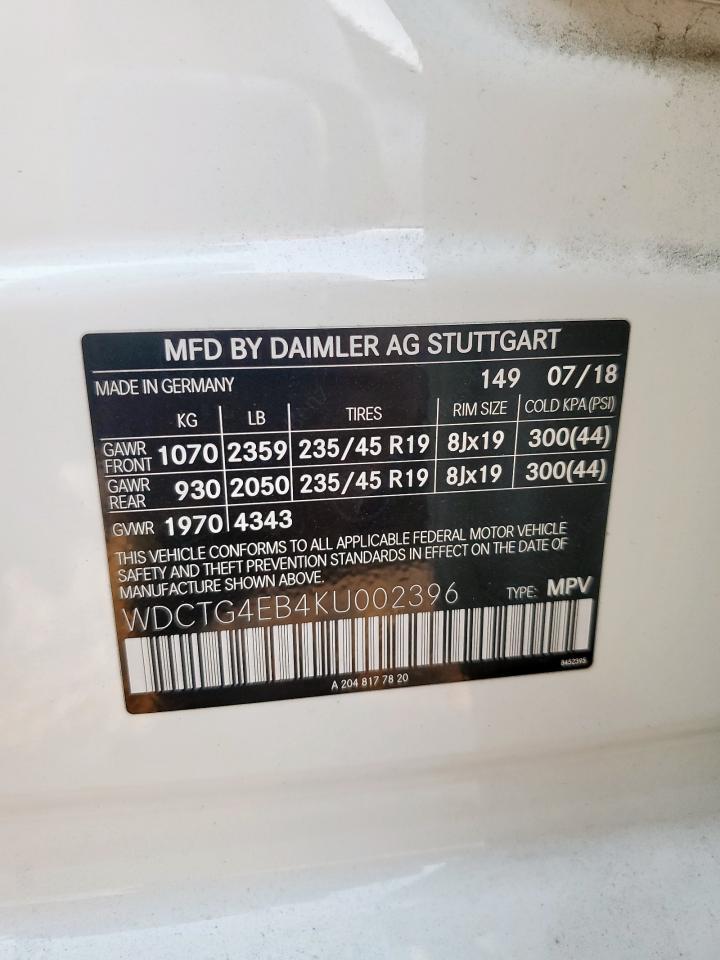 MFD BY DAIMLER AG STUTTGART
MADE IN GERMANY 149 07/18
KG LB TIRES RIM SIZE COLD KPA (PSI)
GAWR FRONT 1070 2359 235/45 R19 8Jx19 300(44)
GAWR REAR 930 2050 235/45 R19 8Jx19 300(44)
GVWR 1970 4343
THIS VEHICLE CONFORMS TO ALL APPLICABLE FEDERAL MOTOR VEHICLE
SAFETY AND THEFT PREVENTION STANDARDS IN EFFECT ON THE DATE OF
MANUFACTURE SHOWN ABOVE.
WDCTG4EB4KU002396 TYPE: MPV
A 204 817 78 20